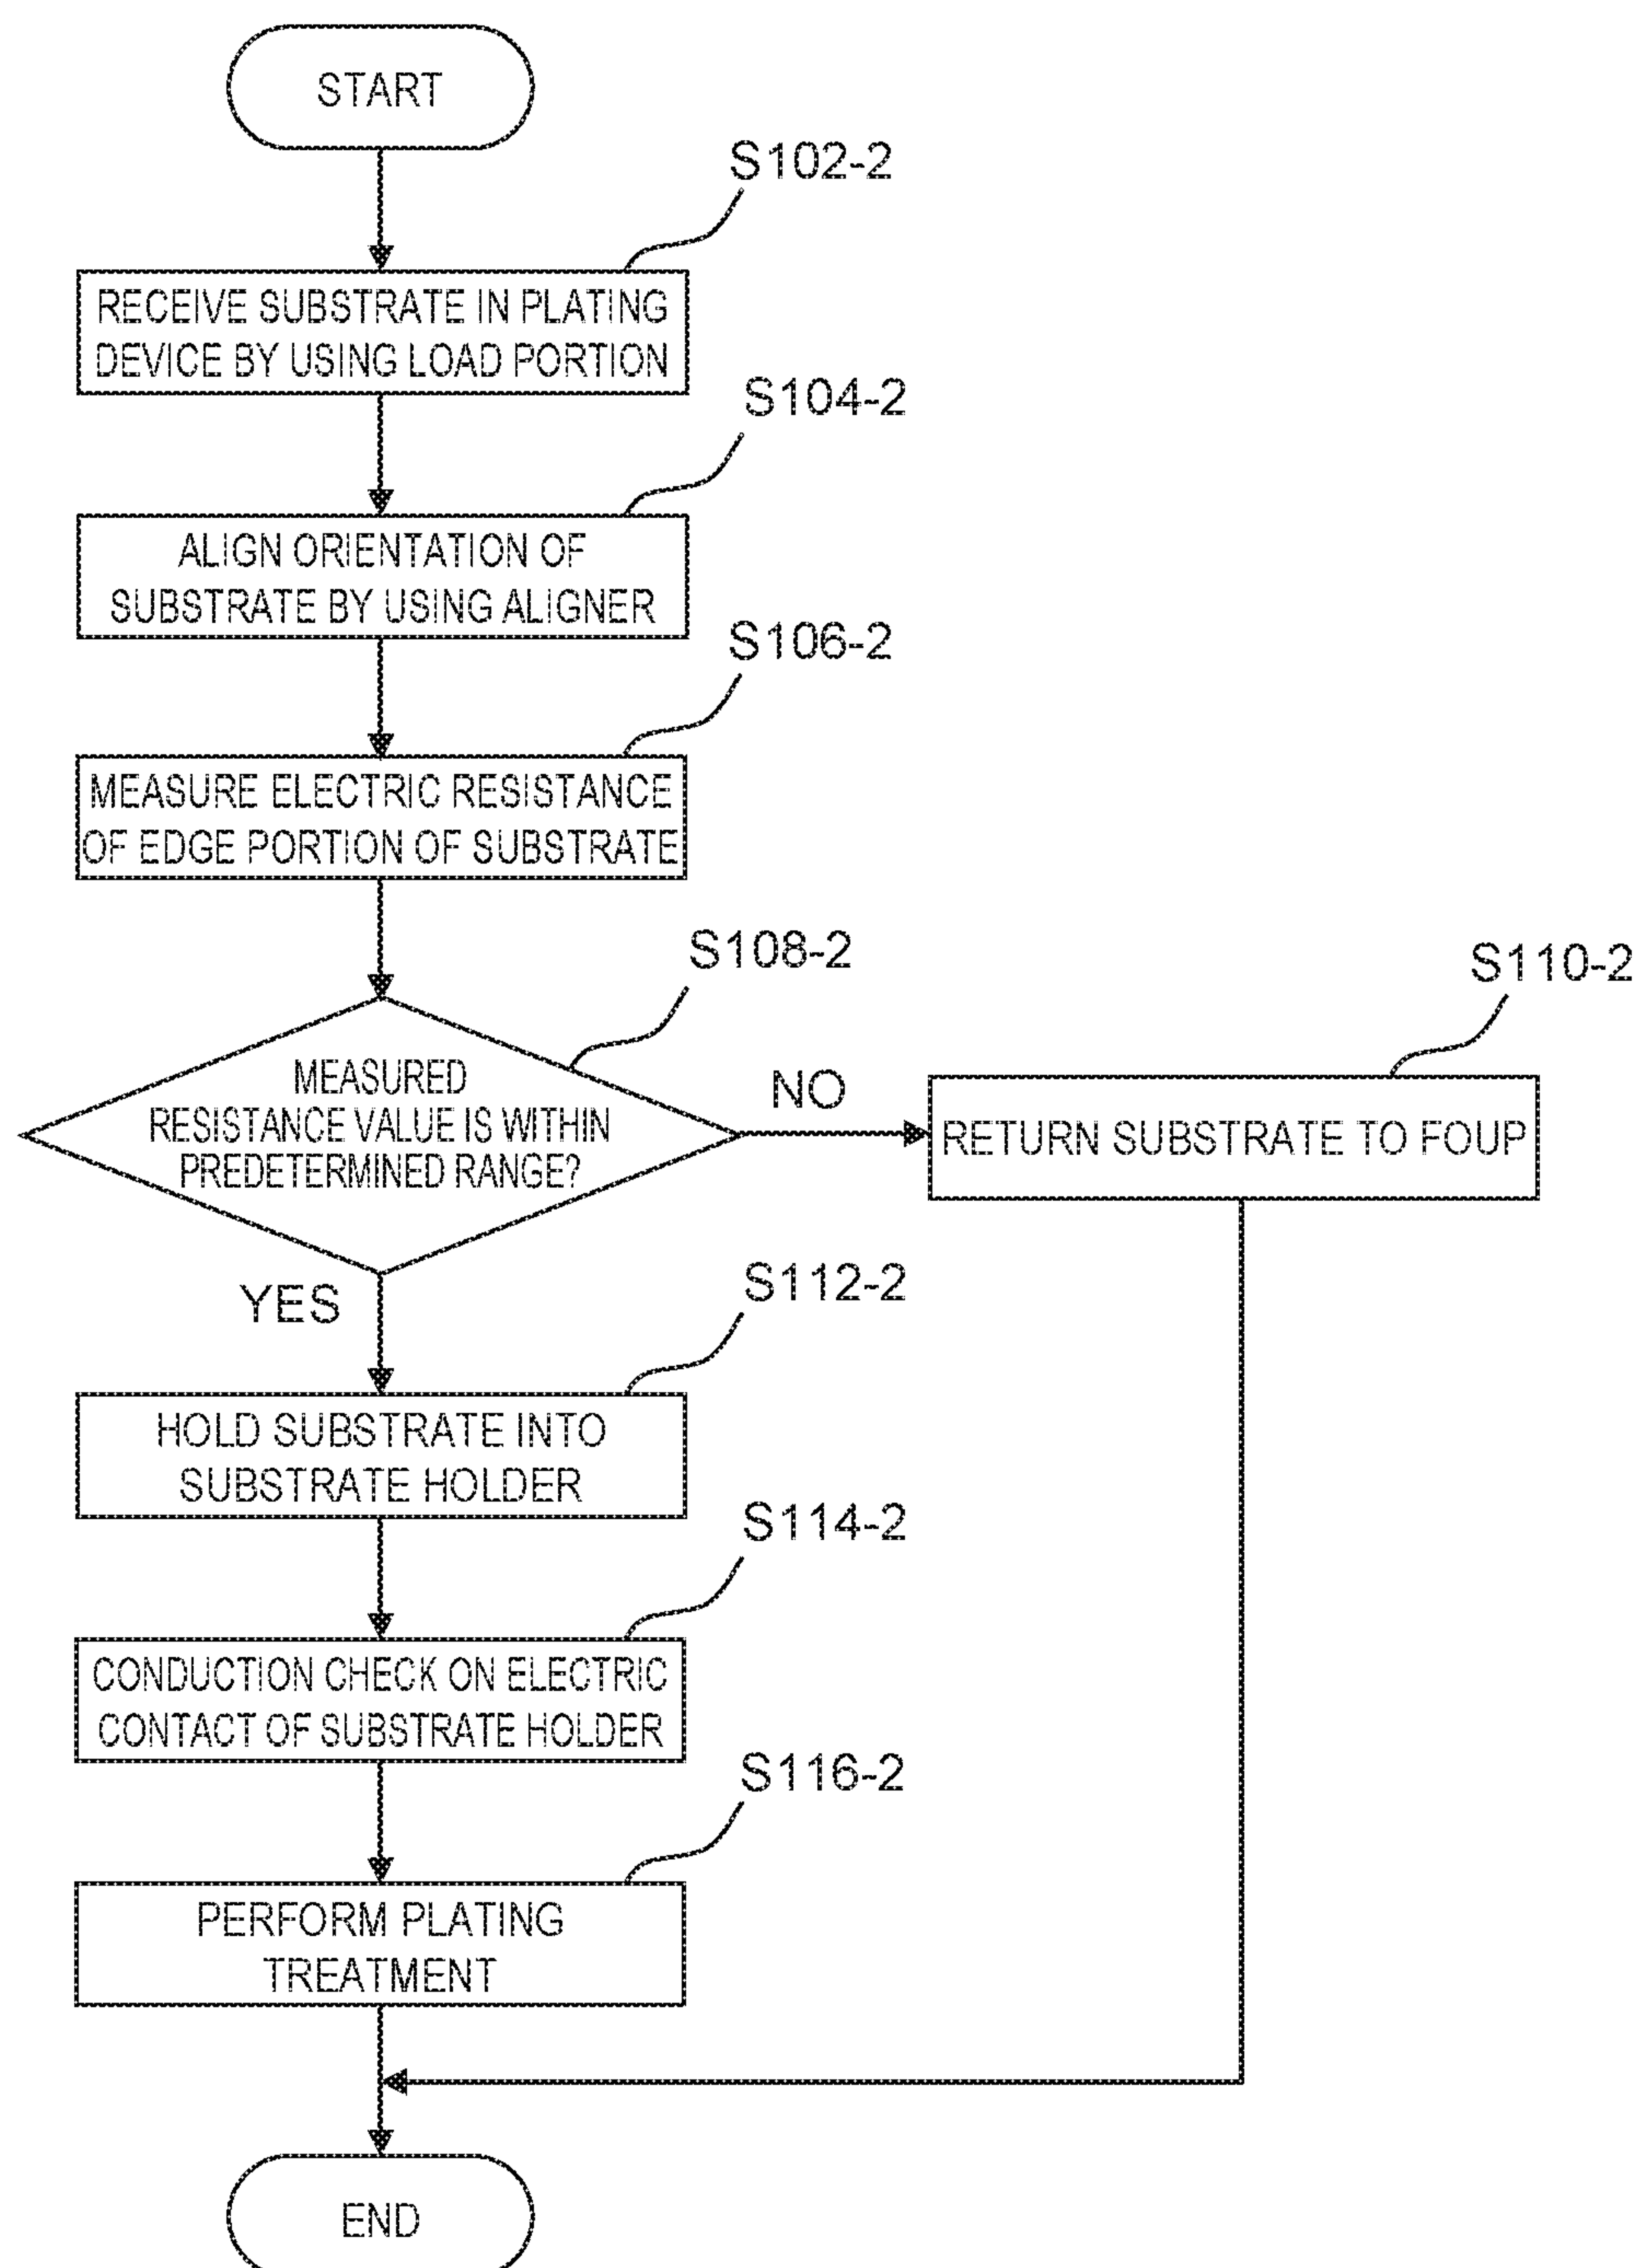 START
S102-2
RECEIVE SUBSTRATE IN PLATING
DEVICE BY USING LOAD PORTION
S104-2
ALIGN ORIENTATION OF
SUBSTRATE BY USING ALIGNER
S106-2
MEASURE ELECTRIC RESISTANCE
OF EDGE PORTION OF SUBSTRATE
S108-2
MEASURED
RESISTANCE VALUE IS WITHIN
PREDETERMINED RANGE?
NO
S110-2
RETURN SUBSTRATE TO FOUP
YES
S112-2
HOLD SUBSTRATE INTO
SUBSTRATE HOLDER
S114-2
CONDUCTION CHECK ON ELECTRIC
CONTACT OF SUBSTRATE HOLDER
S116-2
PERFORM PLATING
TREATMENT
END